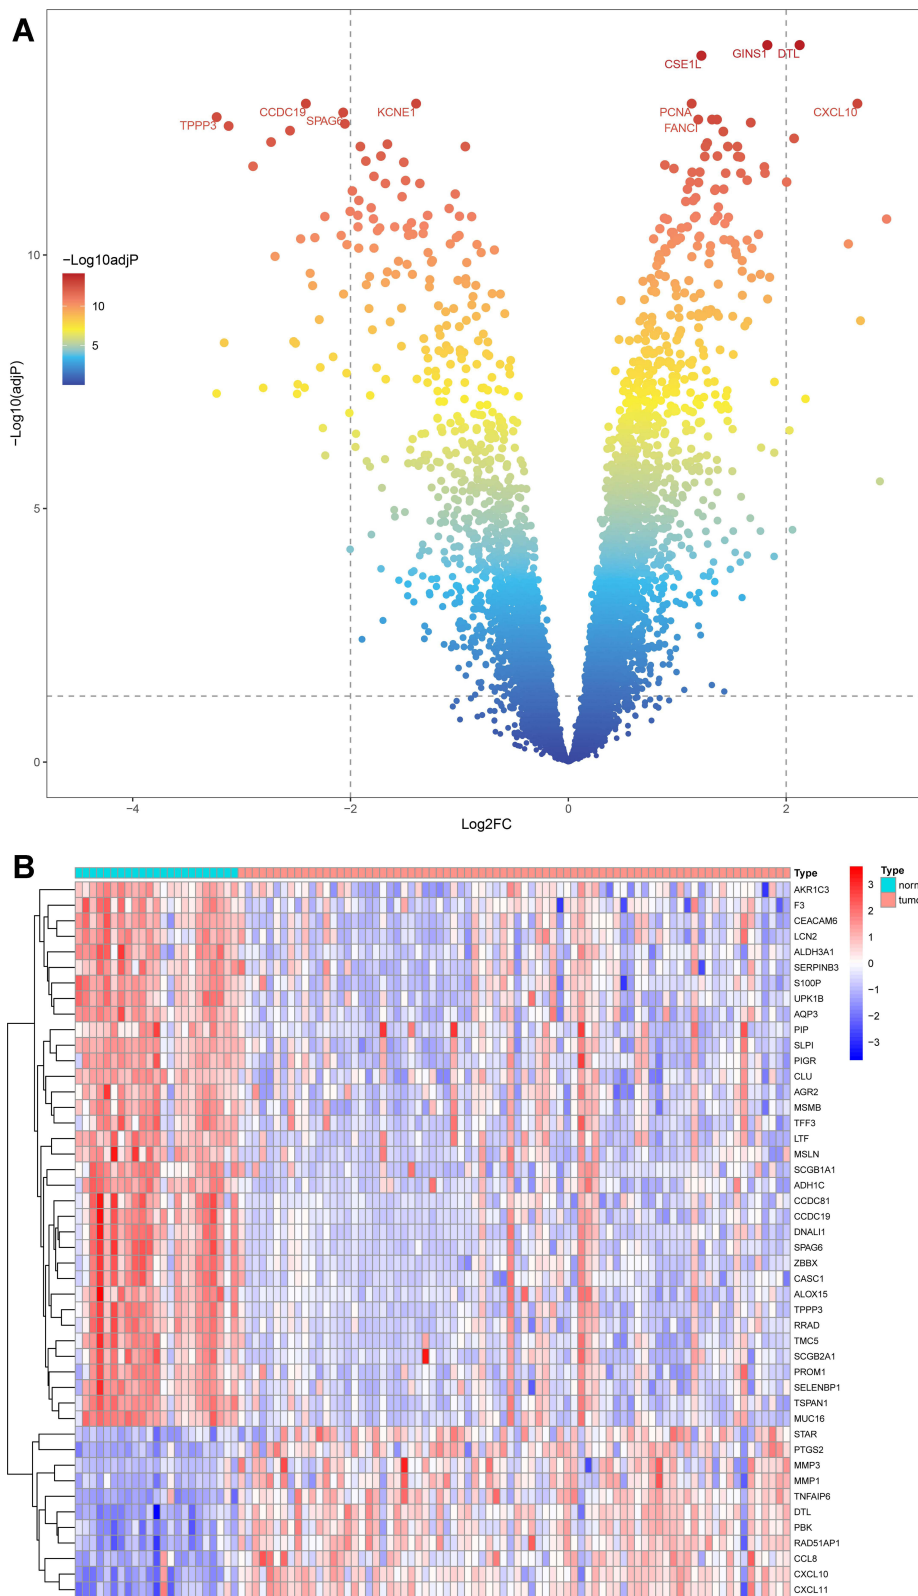 A
GINS1
DTL
CSE1L
CCDC19
KCNE1
PCNA
CXCL10
TPPP3
SPAG6
FANCI
−Log10adjP
10
5
−Log10(adjP)
10
5
0
−4
−2
0
2
Log2FC
B
Type
Type
norm
tumo
3
2
1
0
−1
−2
−3
AKR1C3
F3
CEACAM6
LCN2
ALDH3A1
SERPINB3
S100P
UPK1B
AQP3
PIP
SLPI
PIGR
CLU
AGR2
MSMB
TFF3
LTF
MSLN
SCGB1A1
ADH1C
CCDC81
CCDC19
DNALI1
SPAG6
ZBBX
CASC1
ALOX15
TPPP3
RRAD
TMC5
SCGB2A1
PROM1
SELENBP1
TSPAN1
MUC16
STAR
PTGS2
MMP3
MMP1
TNFAIP6
DTL
PBK
RAD51AP1
CCL8
CXCL10
CXCL11